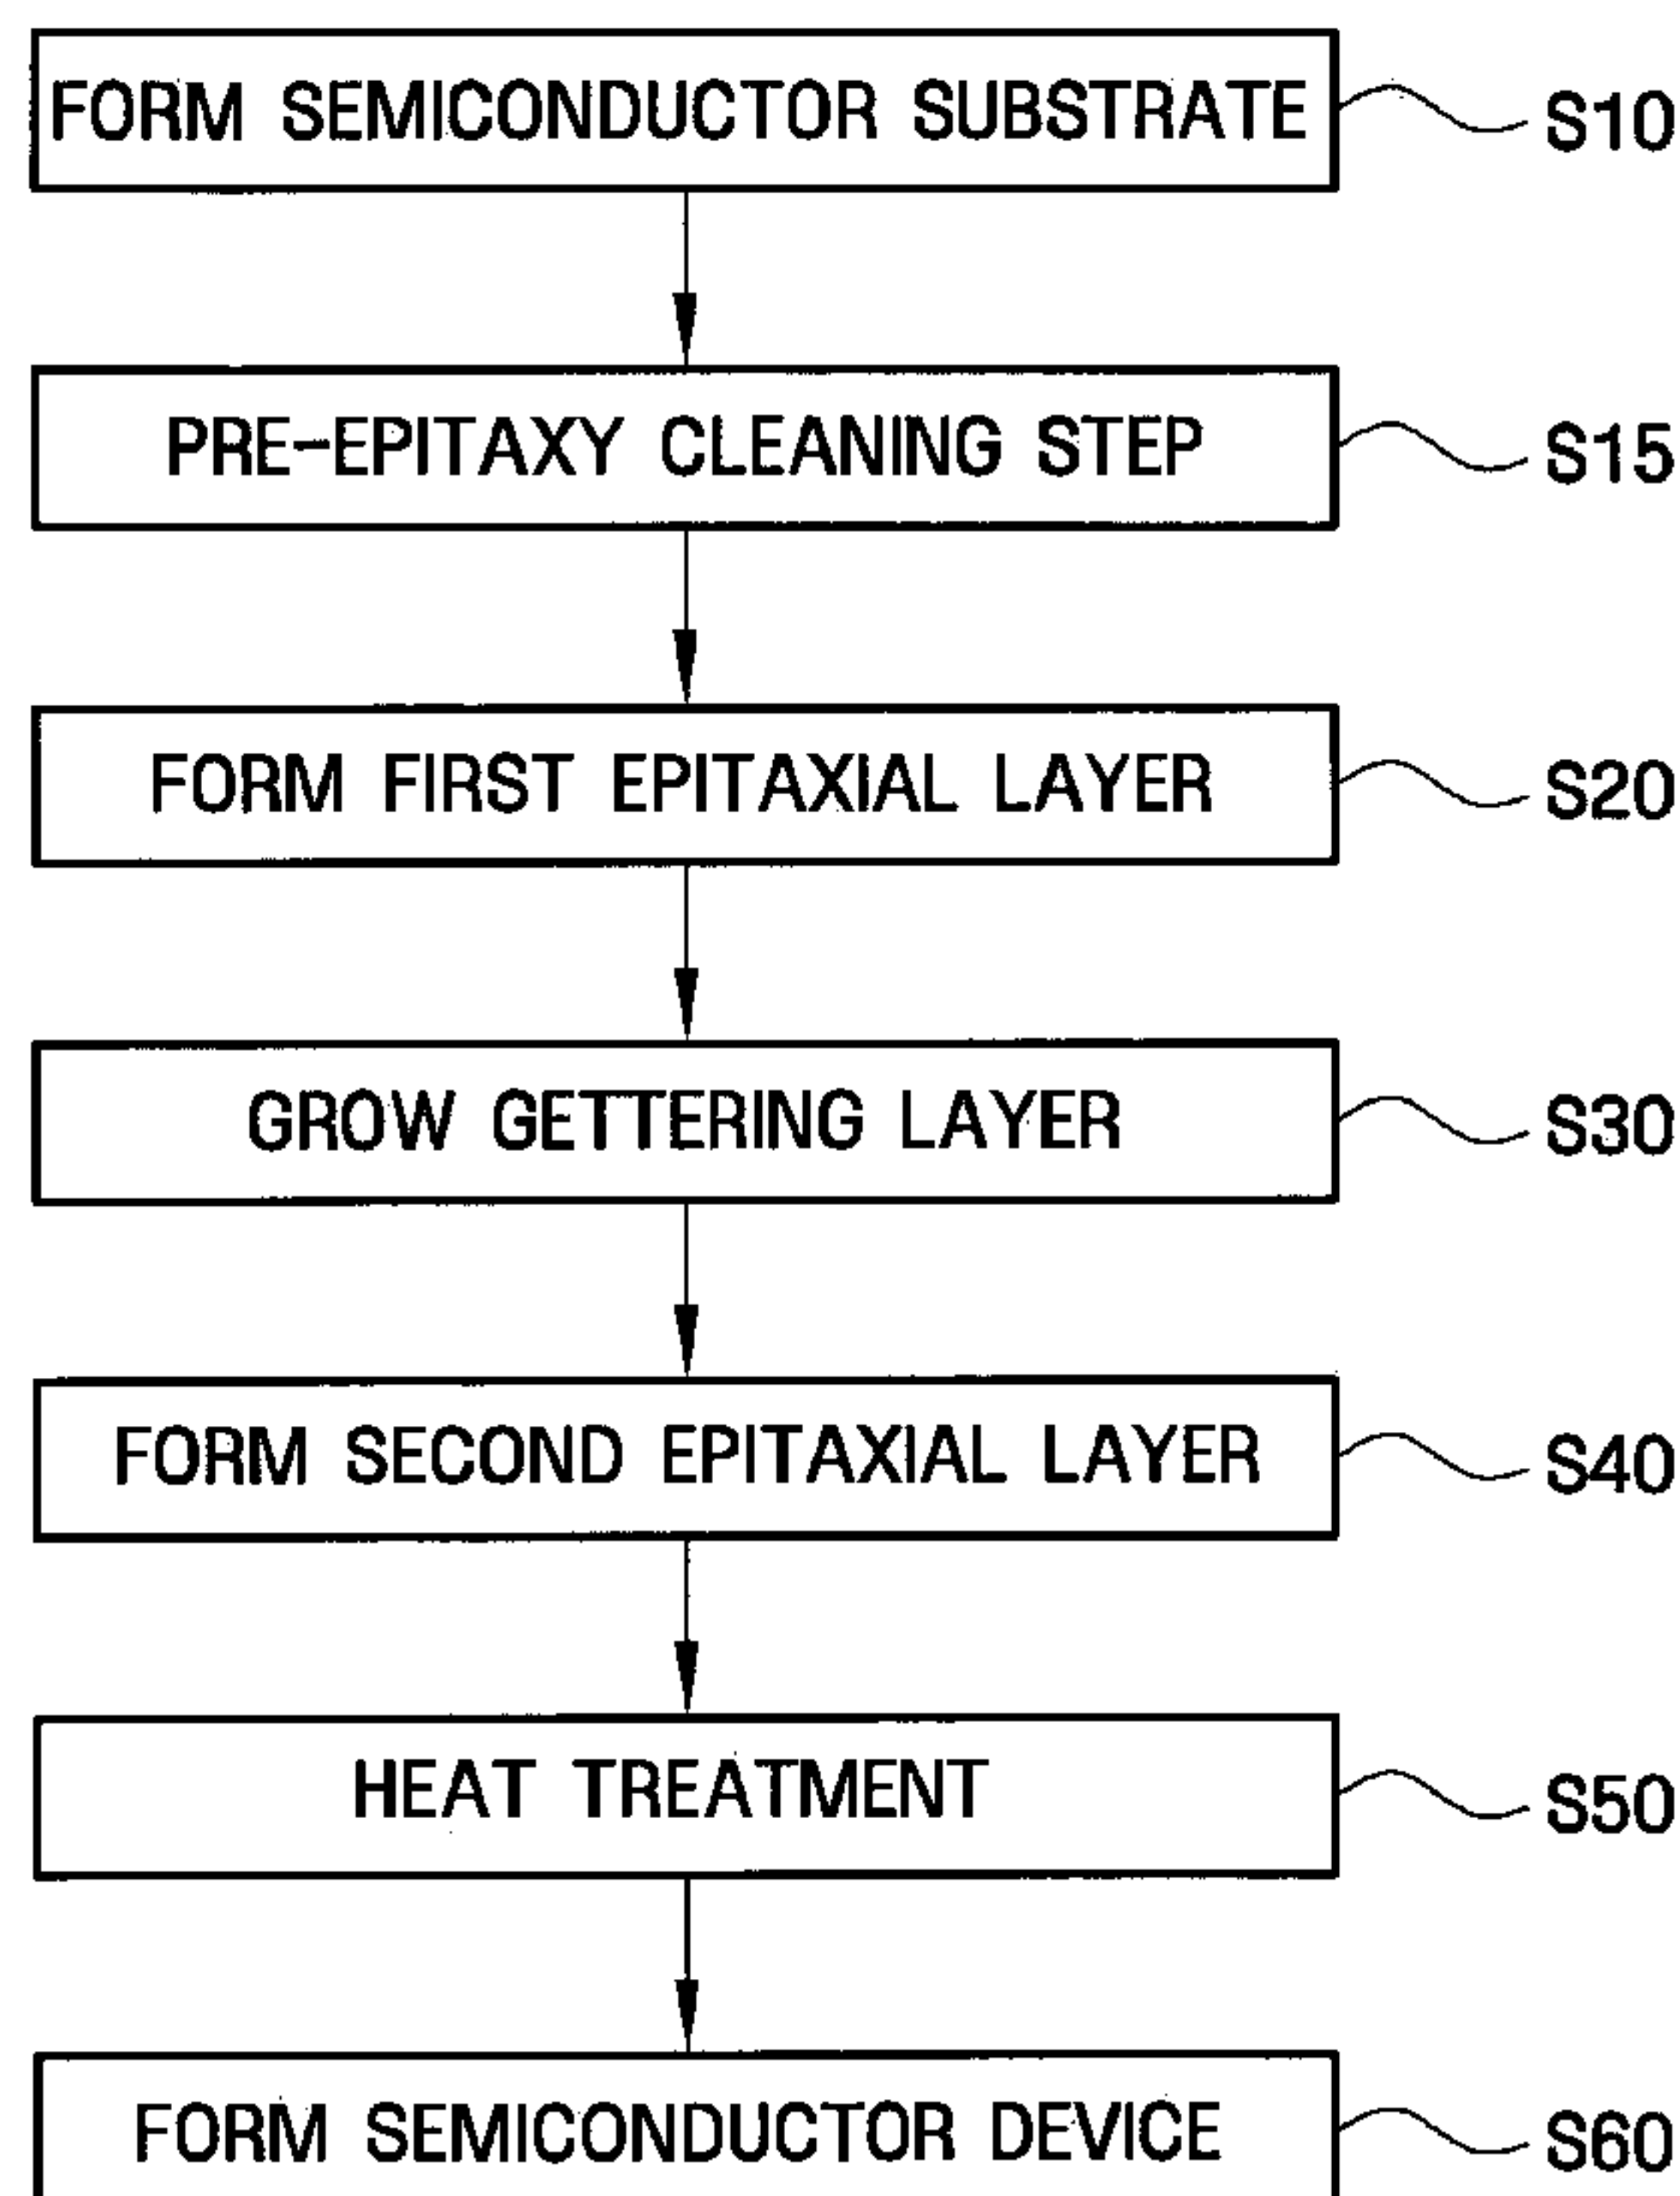 FORM SEMICONDUCTOR SUBSTRATE S10
PRE-EPITAXY CLEANING STEP S15
FORM FIRST EPITAXIAL LAYER S20
GROW GETTERING LAYER S30
FORM SECOND EPITAXIAL LAYER S40
HEAT TREATMENT S50
FORM SEMICONDUCTOR DEVICE S60